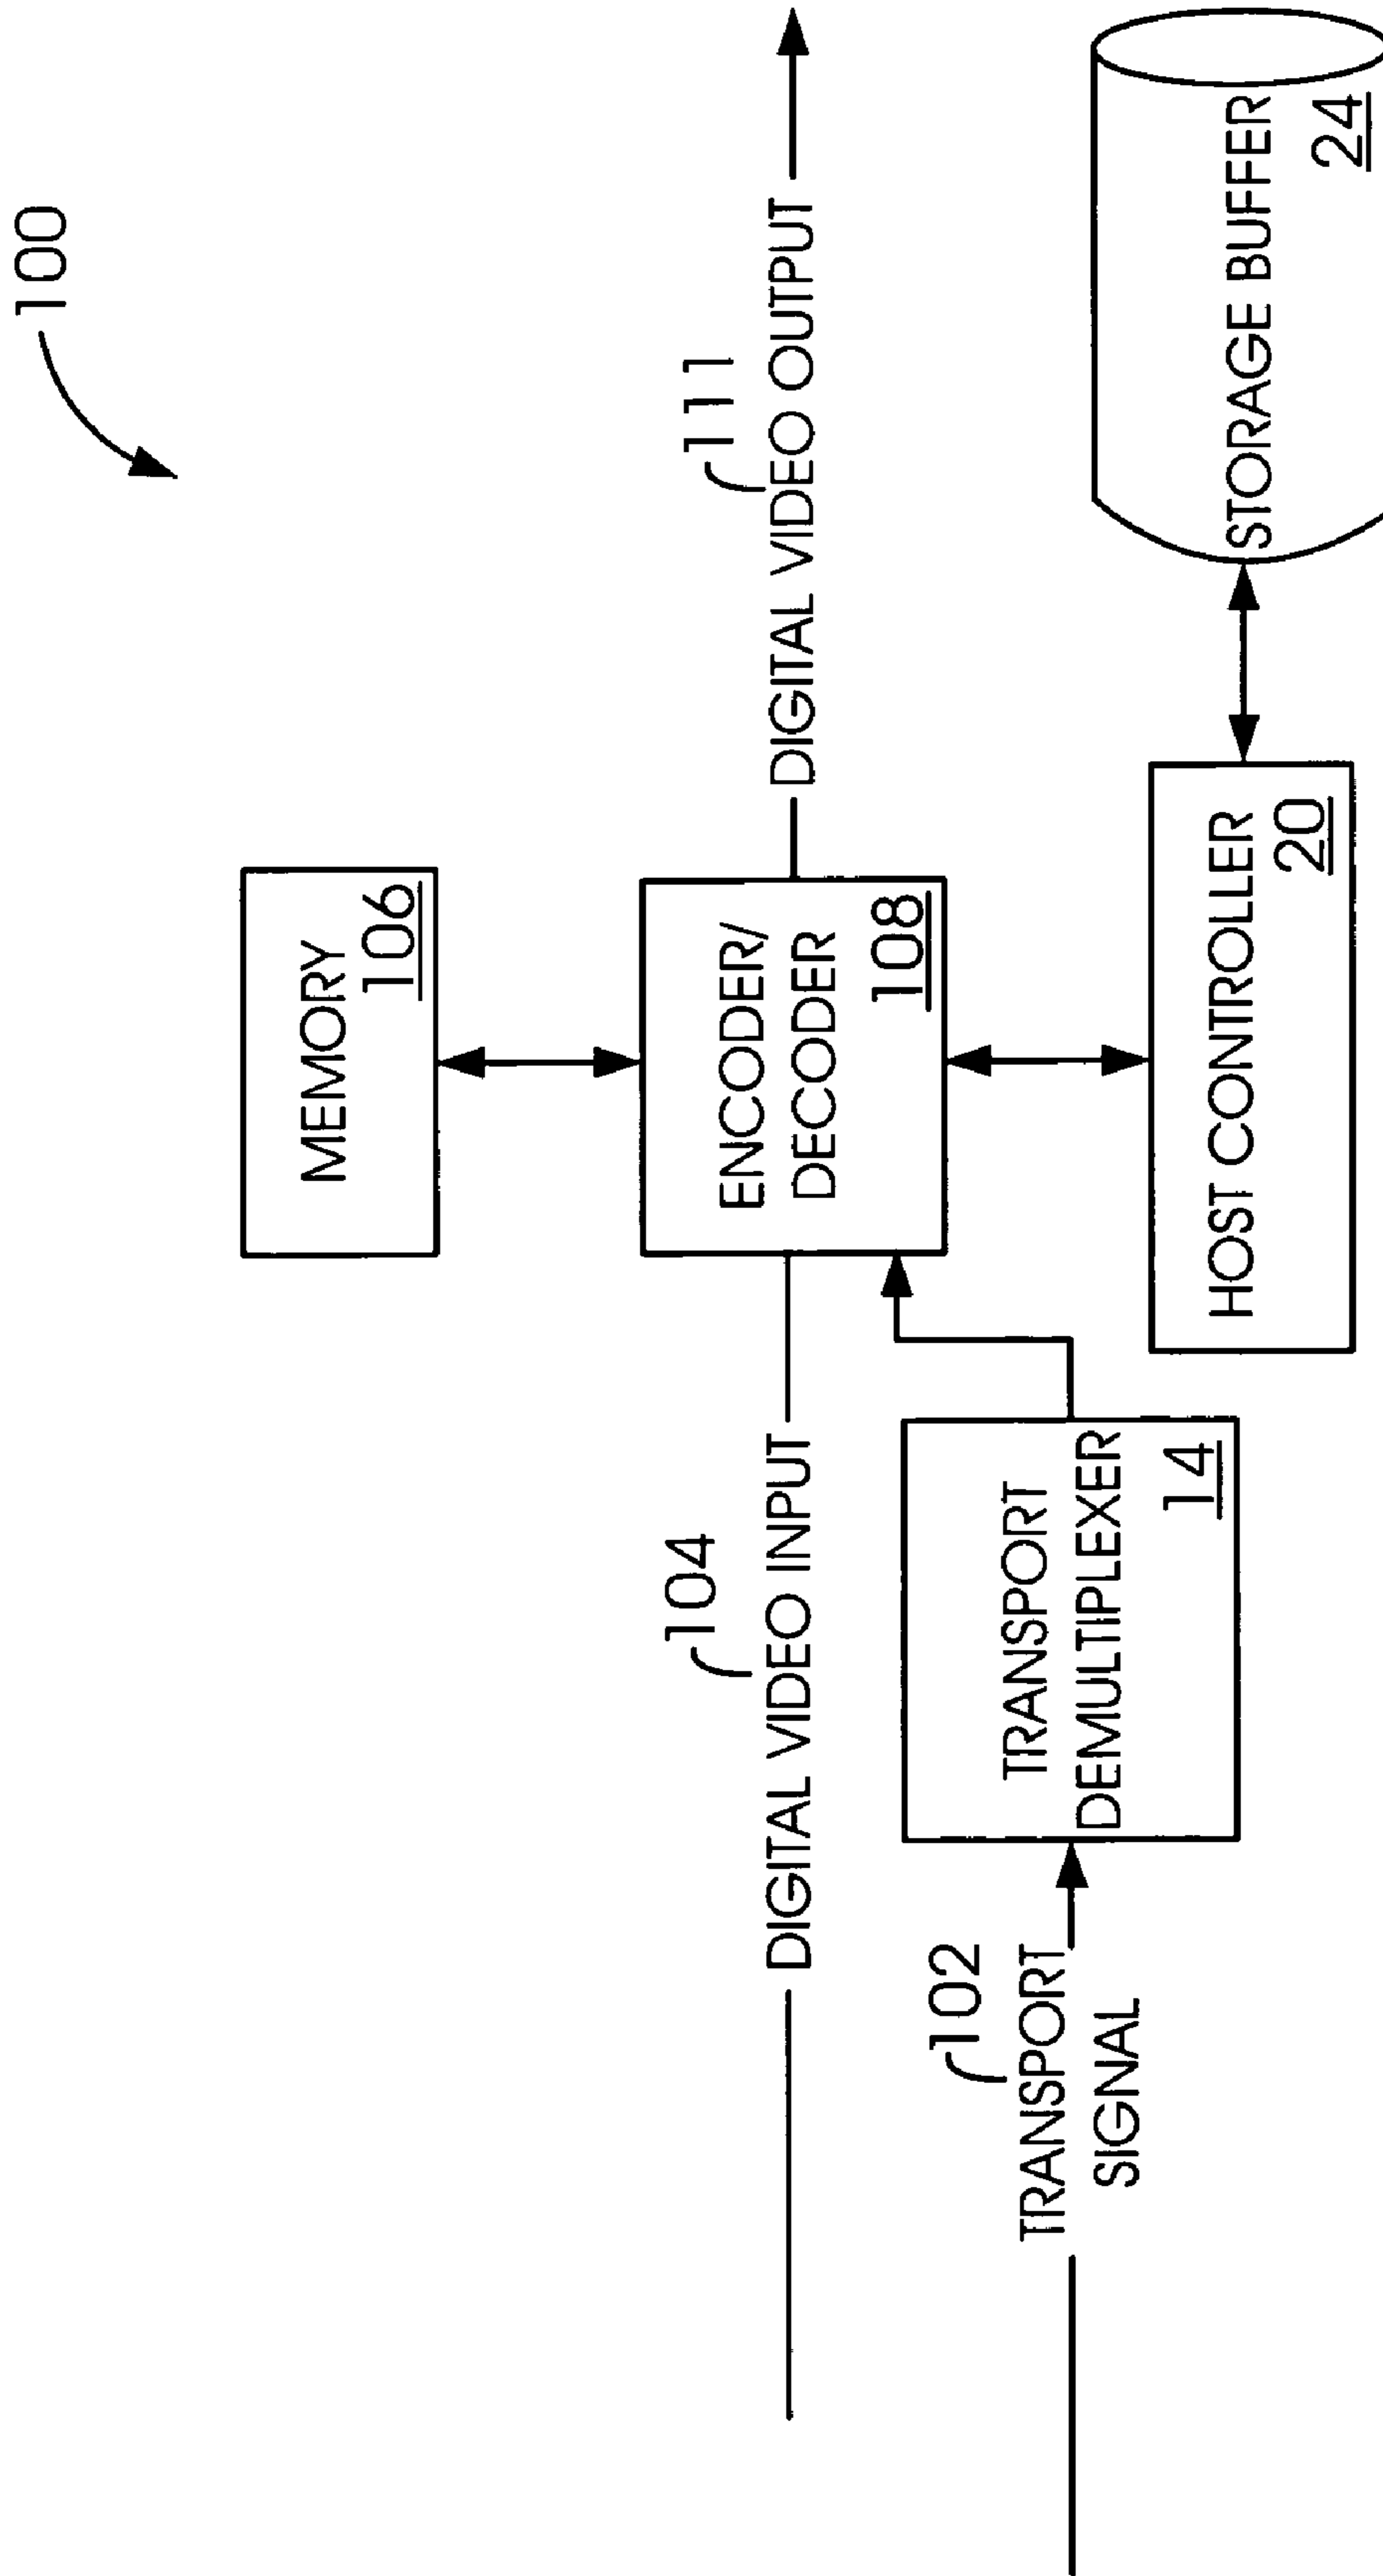 100
MEMORY
106
104
DIGITAL VIDEO INPUT
ENCODER/
DECODER
108
111
DIGITAL VIDEO OUTPUT
102
TRANSPORT
SIGNAL
TRANSPORT
DEMULTIPLEXER
14
HOST CONTROLLER
20
STORAGE BUFFER
24